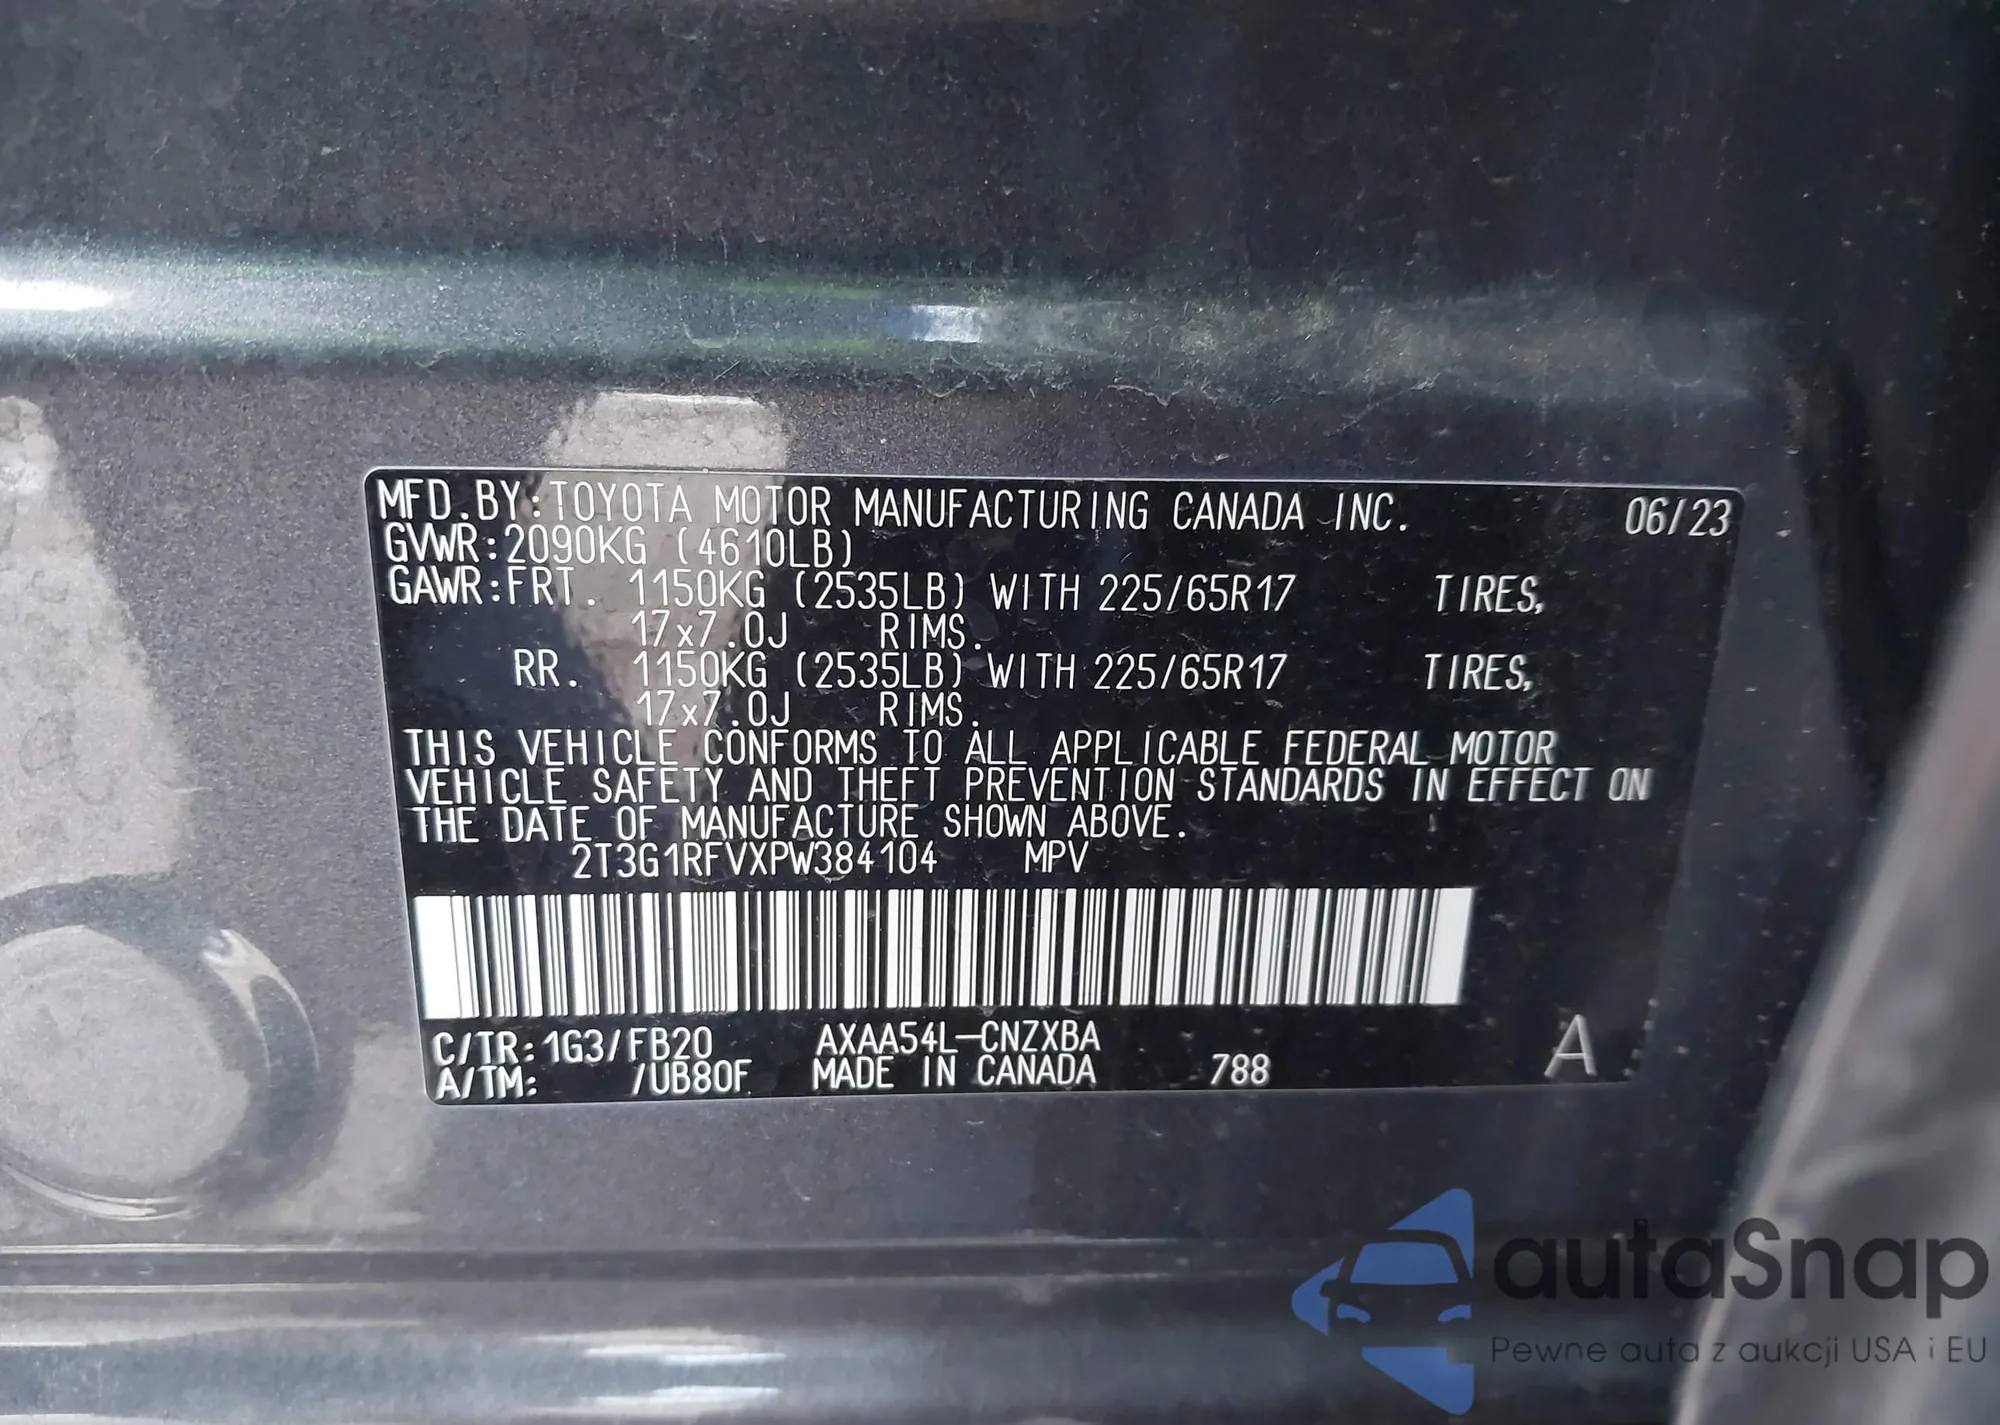 MFD.BY:TOYOTA MOTOR MANUFACTURING CANADA INC. 06/23
GVWR:2090KG (4610LB)
GAWR:FRT. 1150KG (2535LB) WITH 225/65R17 TIRES,
17x7.0J RIMS.
RR. 1150KG (2535LB) WITH 225/65R17 TIRES,
17x7.0J RIMS.
THIS VEHICLE CONFORMS TO ALL APPLICABLE FEDERAL MOTOR
VEHICLE SAFETY AND THEFT PREVENTION STANDARDS IN EFFECT ON
THE DATE OF MANUFACTURE SHOWN ABOVE.
2T3G1RFVXPW384104 MPV
C/TR:1G3/FB20 AXAA54L-CNZXBA
A/TM: /UB80F MADE IN CANADA 788 A
autaSnap
Pewne auta z aukcji USA i EU